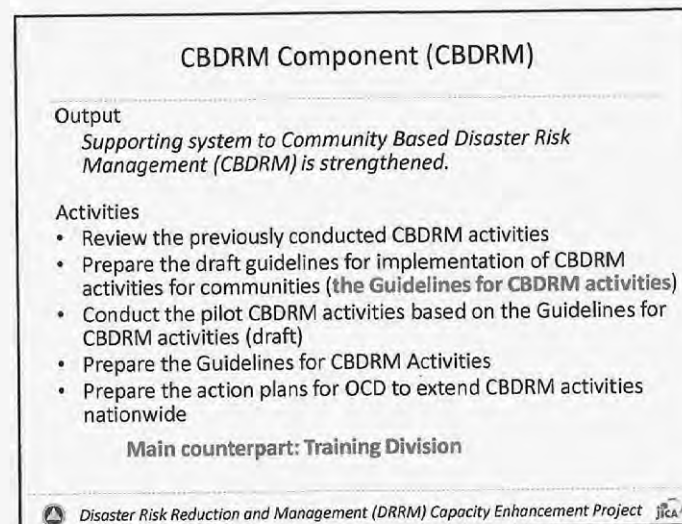 CBDRM Component (CBDRM)
Output
Supporting system to Community Based Disaster Risk
Management (CBDRM) is strengthened.
Activities
• Review the previously conducted CBDRM activities
• Prepare the draft guidelines for implementation of CBDRM
activities for communities (the Guidelines for CBDRM activities)
• Conduct the pilot CBDRM activities based on the Guidelines for
CBDRM activities (draft)
• Prepare the Guidelines for CBDRM Activities
• Prepare the action plans for OCD to extend CBDRM activities
nationwide
Main counterpart: Training Division
Disaster Risk Reduction and Management (DRRM) Capacity Enhancement Project jica